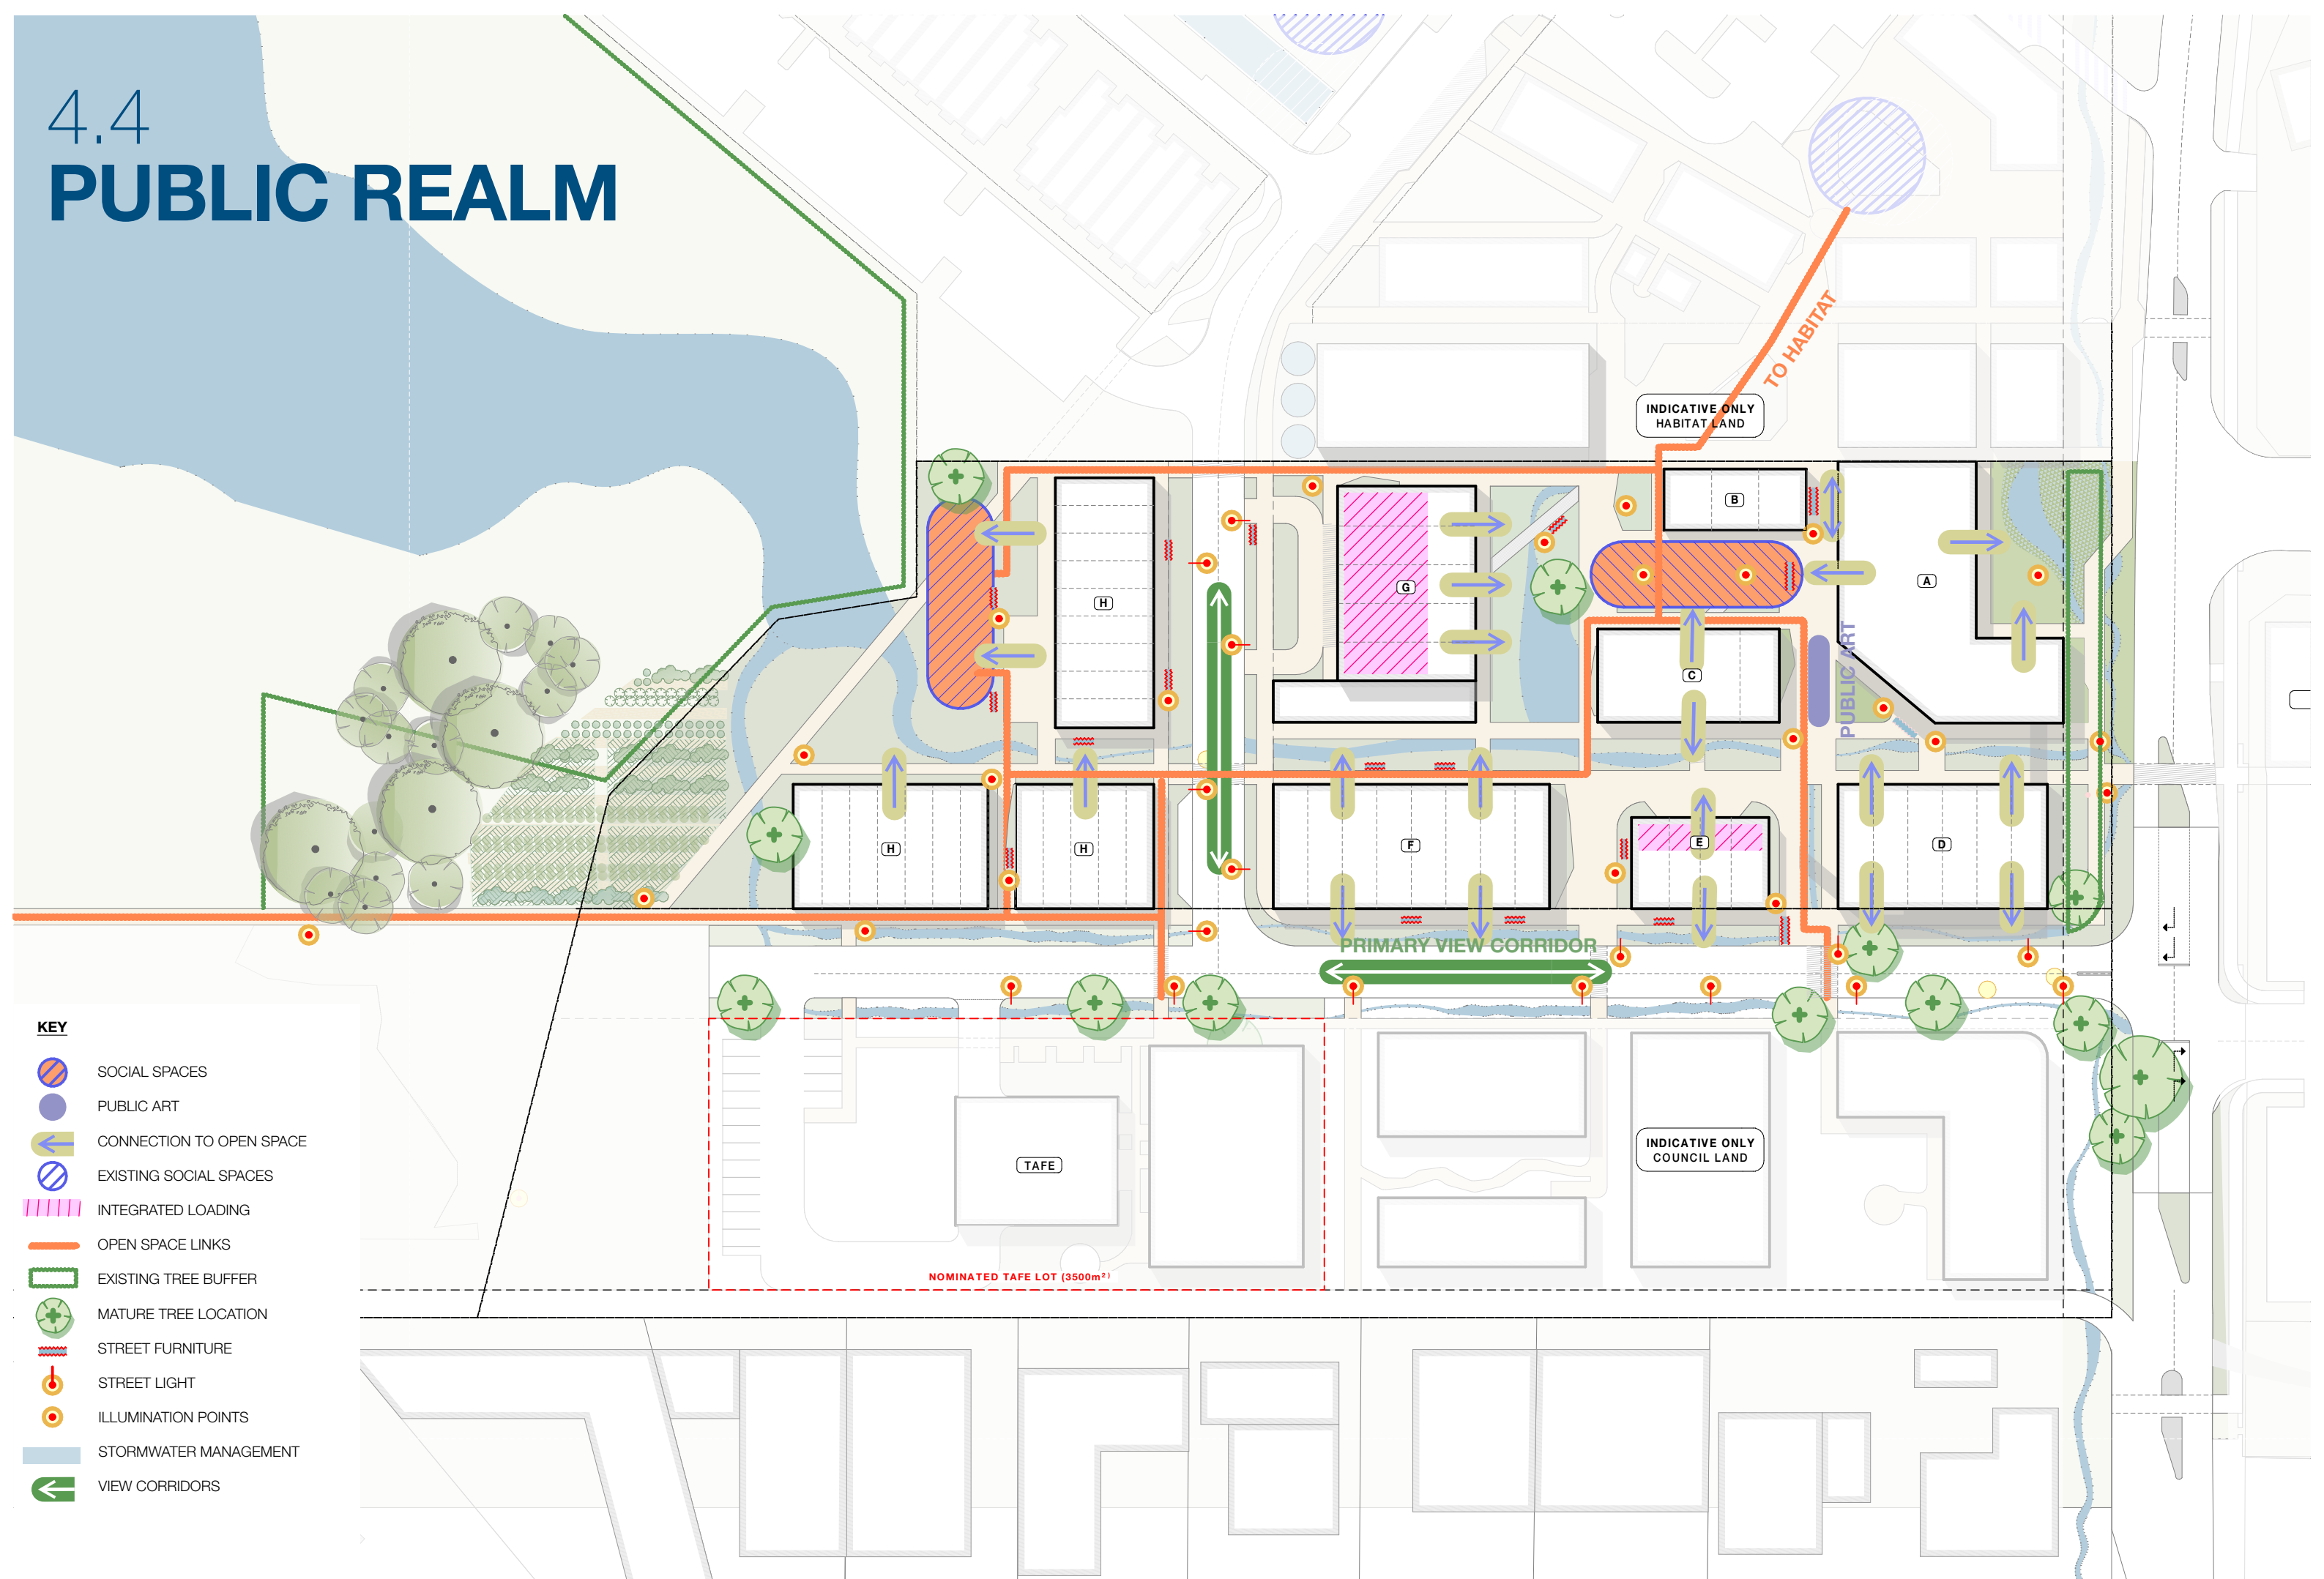 4.4
PUBLIC REALM
TO HABITAT
INDICATIVE ONLY
HABITAT LAND
B
A
H
G
C
PUBLIC ART
H
H
F
E
D
PRIMARY VIEW CORRIDOR
TAFE
INDICATIVE ONLY
COUNCIL LAND
NOMINATED TAFE LOT (3500m²)
KEY
SOCIAL SPACES
PUBLIC ART
CONNECTION TO OPEN SPACE
EXISTING SOCIAL SPACES
INTEGRATED LOADING
OPEN SPACE LINKS
EXISTING TREE BUFFER
MATURE TREE LOCATION
STREET FURNITURE
STREET LIGHT
ILLUMINATION POINTS
STORMWATER MANAGEMENT
VIEW CORRIDORS